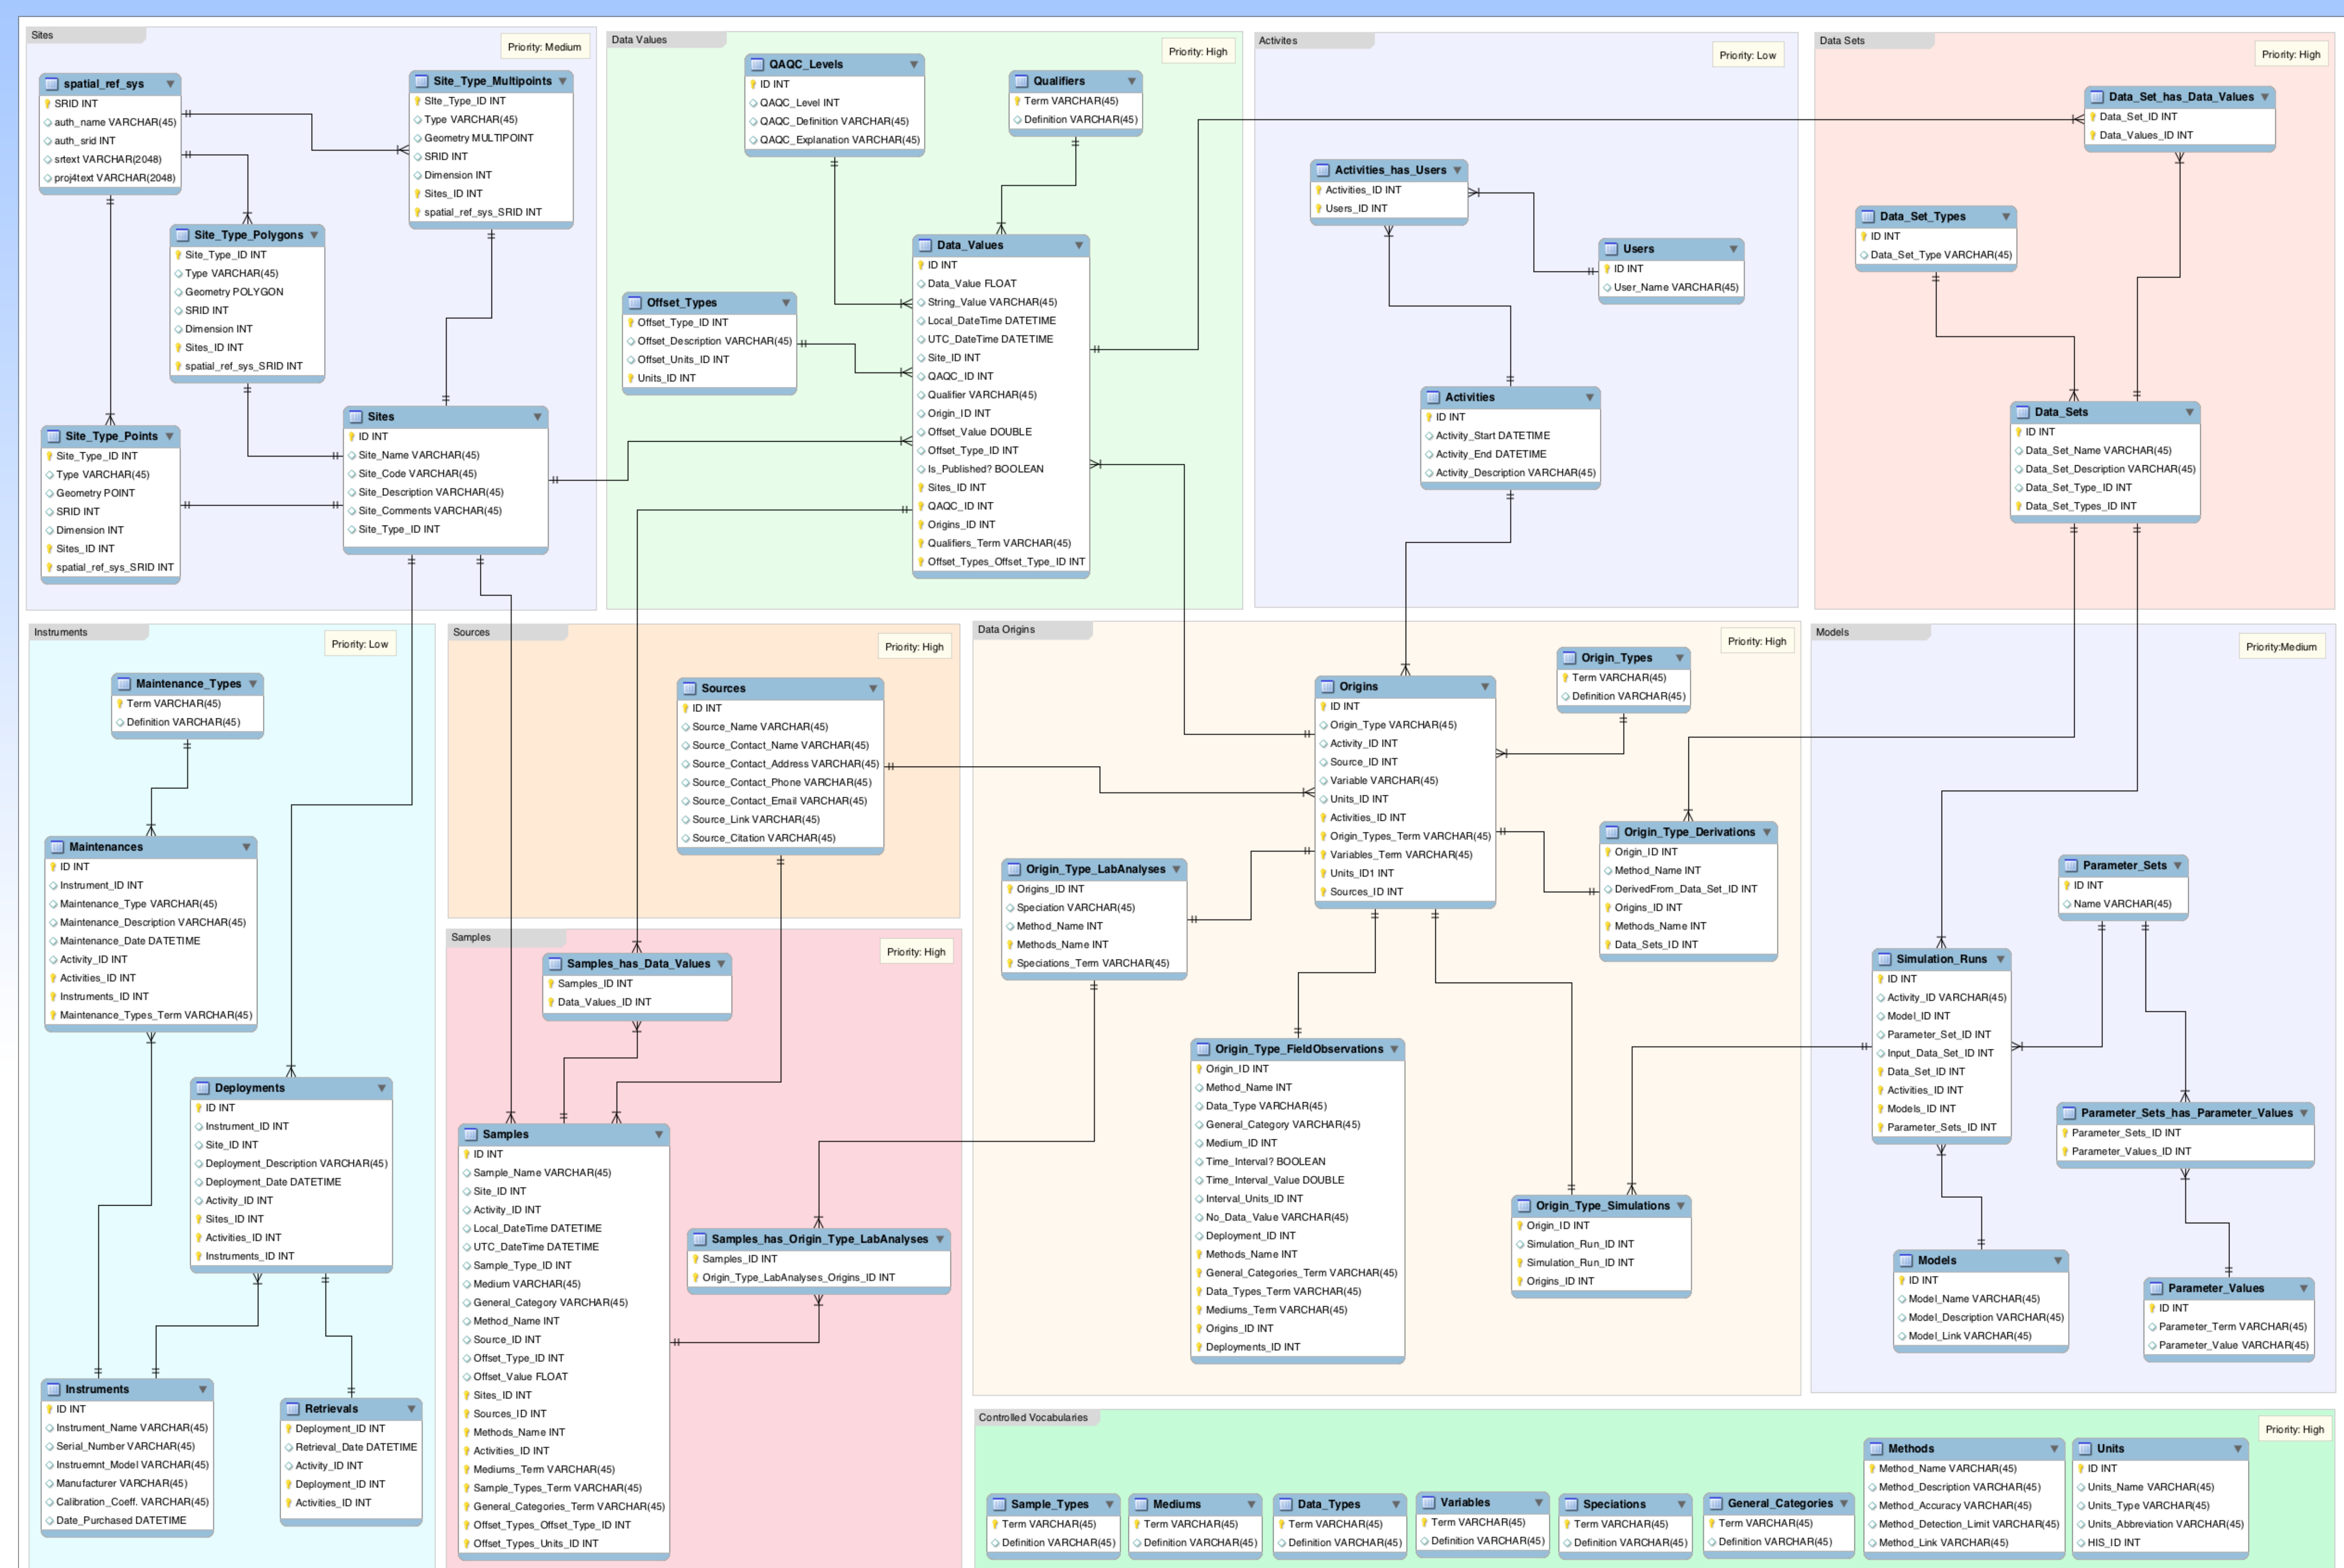 Sites
Priority: Medium
spatial_ref_sys
SRID INT
auth_name VARCHAR(45)
auth_srid INT
srtext VARCHAR(2048)
proj4text VARCHAR(2048)
Site_Type_Multipoints
SIte_Type_ID INT
Type VARCHAR(45)
Geometry MULTIPOINT
SRID INT
Dimension INT
Sites_ID INT
spatial_ref_sys_SRID INT
Site_Type_Polygons
Site_Type_ID INT
Type VARCHAR(45)
Geometry POLYGON
SRID INT
Dimension INT
Sites_ID INT
spatial_ref_sys_SRID INT
Site_Type_Points
Site_Type_ID INT
Type VARCHAR(45)
Geometry POINT
SRID INT
Dimension INT
Sites_ID INT
spatial_ref_sys_SRID INT
Sites
ID INT
Site_Name VARCHAR(45)
Site_Code VARCHAR(45)
Site_Description VARCHAR(45)
Site_Comments VARCHAR(45)
Site_Type_ID INT
Data Values
Priority: High
QAQC_Levels
ID INT
QAQC_Level INT
QAQC_Definition VARCHAR(45)
QAQC_Explanation VARCHAR(45)
Qualifiers
Term VARCHAR(45)
Definition VARCHAR(45)
Offset_Types
Offset_Type_ID INT
Offset_Description VARCHAR(45)
Offset_Units_ID INT
Units_ID INT
Data_Values
ID INT
Data_Value FLOAT
String_Value VARCHAR(45)
Local_DateTime DATETIME
UTC_DateTime DATETIME
Site_ID INT
QAQC_ID INT
Qualifier VARCHAR(45)
Origin_ID INT
Offset_Value DOUBLE
Offset_Type_ID INT
Is_Published? BOOLEAN
Sites_ID INT
QAQC_ID INT
Origins_ID INT
Qualifiers_Term VARCHAR(45)
Offset_Types_Offset_Type_ID INT
Activites
Priority: Low
Activities_has_Users
Activities_ID INT
Users_ID INT
Users
ID INT
User_Name VARCHAR(45)
Activities
ID INT
Activity_Start DATETIME
Activity_End DATETIME
Activity_Description VARCHAR(45)
Data Sets
Priority: High
Data_Set_has_Data_Values
Data_Set_ID INT
Data_Values_ID INT
Data_Set_Types
ID INT
Data_Set_Type VARCHAR(45)
Data_Sets
ID INT
Data_Set_Name VARCHAR(45)
Data_Set_Description VARCHAR(45)
Data_Set_Type_ID INT
Data_Set_Types_ID INT
Instruments
Priority: Low
Maintenance_Types
Term VARCHAR(45)
Definition VARCHAR(45)
Maintenances
ID INT
Instrument_ID INT
Maintenance_Type VARCHAR(45)
Maintenance_Description VARCHAR(45)
Maintenance_Date DATETIME
Activity_ID INT
Activities_ID INT
Instruments_ID INT
Maintenance_Types_Term VARCHAR(45)
Deployments
ID INT
Instrument_ID INT
Site_ID INT
Deployment_Description VARCHAR(45)
Deployment_Date DATETIME
Activity_ID INT
Sites_ID INT
Activities_ID INT
Instruments_ID INT
Instruments
ID INT
Instrument_Name VARCHAR(45)
Serial_Number VARCHAR(45)
Instruemnt_Model VARCHAR(45)
Manufacturer VARCHAR(45)
Calibration_Coeff. VARCHAR(45)
Date_Purchased DATETIME
Retrievals
Deployment_ID INT
Retrieval_Date DATETIME
Activity_ID INT
Deployment_ID INT
Activities_ID INT
Sources
Priority: High
Sources
ID INT
Source_Name VARCHAR(45)
Source_Contact_Name VARCHAR(45)
Source_Contact_Address VARCHAR(45)
Source_Contact_Phone VARCHAR(45)
Source_Contact_Email VARCHAR(45)
Source_Link VARCHAR(45)
Source_Citation VARCHAR(45)
Samples
Priority: High
Samples_has_Data_Values
Samples_ID INT
Data_Values_ID INT
Samples
ID INT
Sample_Name VARCHAR(45)
Site_ID INT
Activity_ID INT
Local_DateTime DATETIME
UTC_DateTime DATETIME
Sample_Type_ID INT
Medium VARCHAR(45)
General_Category VARCHAR(45)
Method_Name INT
Source_ID INT
Offset_Type_ID INT
Offset_Value FLOAT
Sites_ID INT
Sources_ID INT
Methods_Name INT
Activities_ID INT
Mediums_Term VARCHAR(45)
Sample_Types_Term VARCHAR(45)
General_Categories_Term VARCHAR(45)
Offset_Types_Offset_Type_ID INT
Offset_Types_Units_ID INT
Samples_has_Origin_Type_LabAnalyses
Samples_ID INT
Origin_Type_LabAnalyses_Origins_ID INT
Data Origins
Priority: High
Origin_Types
Term VARCHAR(45)
Definition VARCHAR(45)
Origins
ID INT
Origin_Type VARCHAR(45)
Activity_ID INT
Source_ID INT
Variable VARCHAR(45)
Units_ID INT
Activities_ID INT
Origin_Types_Term VARCHAR(45)
Variables_Term VARCHAR(45)
Units_ID1 INT
Sources_ID INT
Origin_Type_LabAnalyses
Origins_ID INT
Speciation VARCHAR(45)
Method_Name INT
Methods_Name INT
Speciations_Term VARCHAR(45)
Origin_Type_Derivations
Origin_ID INT
Method_Name INT
DerivedFrom_Data_Set_ID INT
Origins_ID INT
Methods_Name INT
Data_Sets_ID INT
Origin_Type_FieldObservations
Origin_ID INT
Method_Name INT
Data_Type VARCHAR(45)
General_Category VARCHAR(45)
Medium_ID INT
Time_Interval? BOOLEAN
Time_Interval_Value DOUBLE
Interval_Units_ID INT
No_Data_Value VARCHAR(45)
Deployment_ID INT
Methods_Name INT
General_Categories_Term VARCHAR(45)
Data_Types_Term VARCHAR(45)
Mediums_Term VARCHAR(45)
Origins_ID INT
Deployments_ID INT
Origin_Type_Simulations
Origin_ID INT
Simulation_Run_ID INT
Simulation_Run_ID INT
Origins_ID INT
Models
Priority:Medium
Parameter_Sets
ID INT
Name VARCHAR(45)
Simulation_Runs
ID INT
Activity_ID VARCHAR(45)
Model_ID INT
Parameter_Set_ID INT
Input_Data_Set_ID INT
Data_Set_ID INT
Activities_ID INT
Models_ID INT
Parameter_Sets_ID INT
Parameter_Sets_has_Parameter_Values
Parameter_Sets_ID INT
Parameter_Values_ID INT
Models
ID INT
Model_Name VARCHAR(45)
Model_Description VARCHAR(45)
Model_Link VARCHAR(45)
Parameter_Values
ID INT
Parameter_Term VARCHAR(45)
Parameter_Value VARCHAR(45)
Controlled Vocabularies
Priority: High
Sample_Types
Term VARCHAR(45)
Definition VARCHAR(45)
Mediums
Term VARCHAR(45)
Definition VARCHAR(45)
Data_Types
Term VARCHAR(45)
Definition VARCHAR(45)
Variables
Term VARCHAR(45)
Definition VARCHAR(45)
Speciations
Term VARCHAR(45)
Definition VARCHAR(45)
General_Categories
Term VARCHAR(45)
Definition VARCHAR(45)
Methods
Method_Name VARCHAR(45)
Method_Description VARCHAR(45)
Method_Accuracy VARCHAR(45)
Method_Detection_Limit VARCHAR(45)
Method_Link VARCHAR(45)
Units
ID INT
Units_Name VARCHAR(45)
Units_Type VARCHAR(45)
Units_Abbreviation VARCHAR(45)
HIS_ID INT